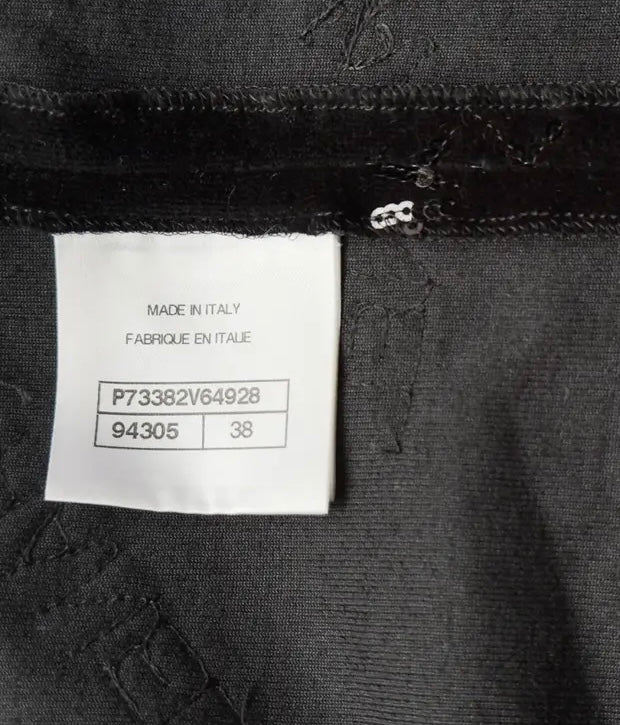 MADE IN ITALY
FABRIQUE EN ITALIE
P73382V64928
94305 38